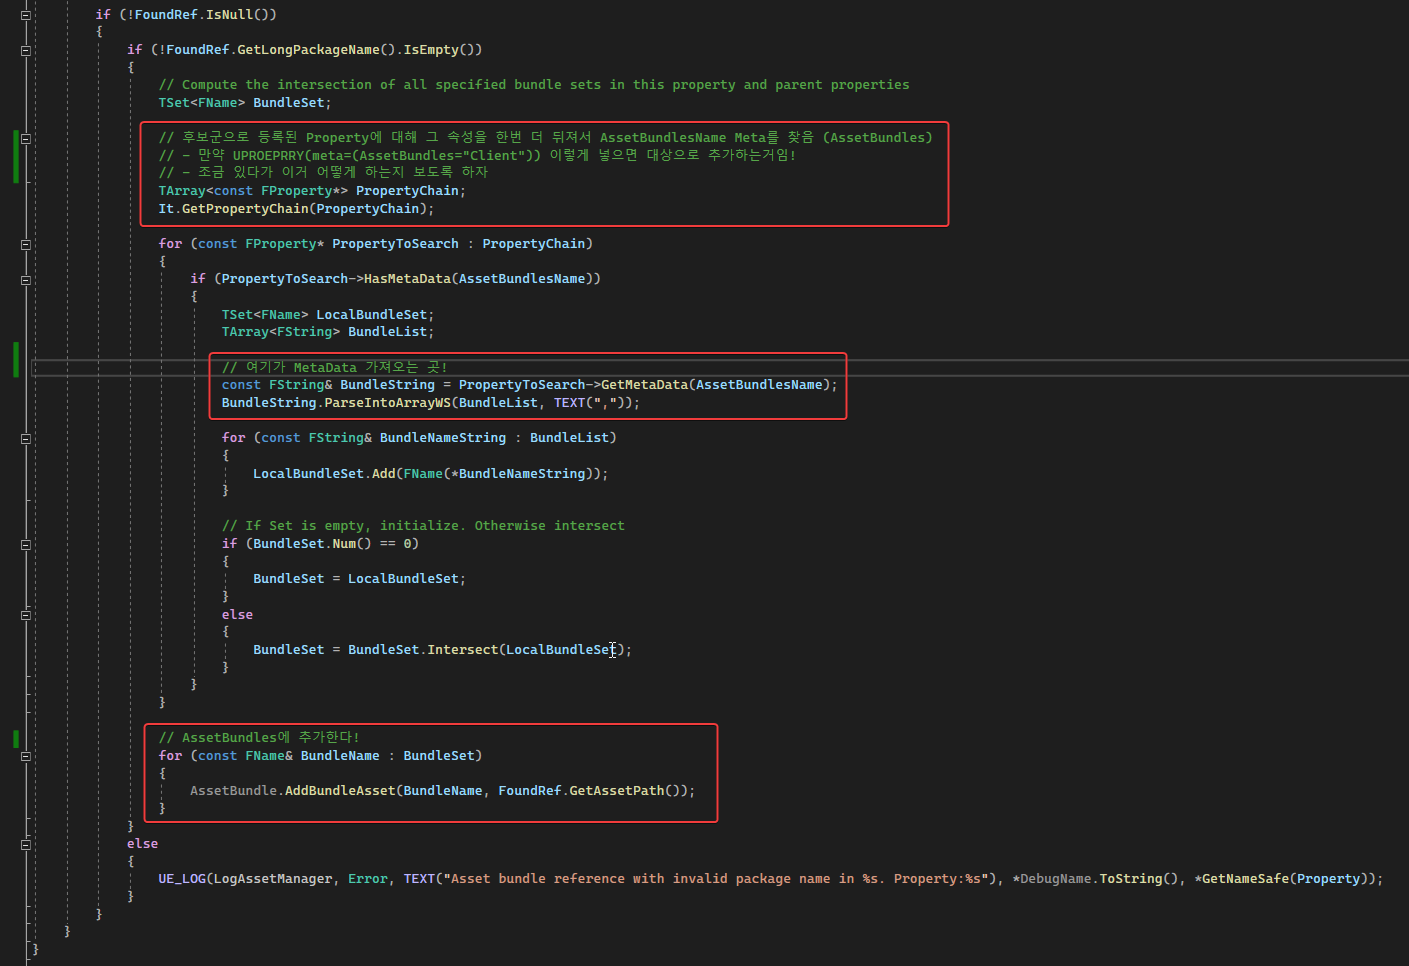 if (!FoundRef.IsNull())
{
if (!FoundRef.GetLongPackageName().IsEmpty())
{
// Compute the intersection of all specified bundle sets in this property and parent properties
TSet<FName> BundleSet;
// 후보군으로 등록된 Property에 대해 그 속성을 한번 더 뒤져서 AssetBundlesName Meta를 찾음 (AssetBundles)
// - 만약 UPROEPRRY(meta=(AssetBundles="Client")) 이렇게 넣으면 대상으로 추가하는거임!
// - 조금 있다가 이거 어떻게 하는지 보도록 하자
TArray<const FProperty*> PropertyChain;
It.GetPropertyChain(PropertyChain);
for (const FProperty* PropertyToSearch : PropertyChain)
{
if (PropertyToSearch->HasMetaData(AssetBundlesName))
{
TSet<FName> LocalBundleSet;
TArray<FString> BundleList;
// 여기가 MetaData 가져오는 곳!
const FString& BundleString = PropertyToSearch->GetMetaData(AssetBundlesName);
BundleString.ParseIntoArrayWS(BundleList, TEXT(","));
for (const FString& BundleNameString : BundleList)
{
LocalBundleSet.Add(FName(*BundleNameString));
}
// If Set is empty, initialize. Otherwise intersect
if (BundleSet.Num() == 0)
{
BundleSet = LocalBundleSet;
}
else
{
BundleSet = BundleSet.Intersect(LocalBundleSet);
}
}
}
// AssetBundles에 추가한다!
for (const FName& BundleName : BundleSet)
{
AssetBundle.AddBundleAsset(BundleName, FoundRef.GetAssetPath());
}
}
else
{
UE_LOG(LogAssetManager, Error, TEXT("Asset bundle reference with invalid package name in %s. Property:%s"), *DebugName.ToString(), *GetNameSafe(Property));
}
}
}
}